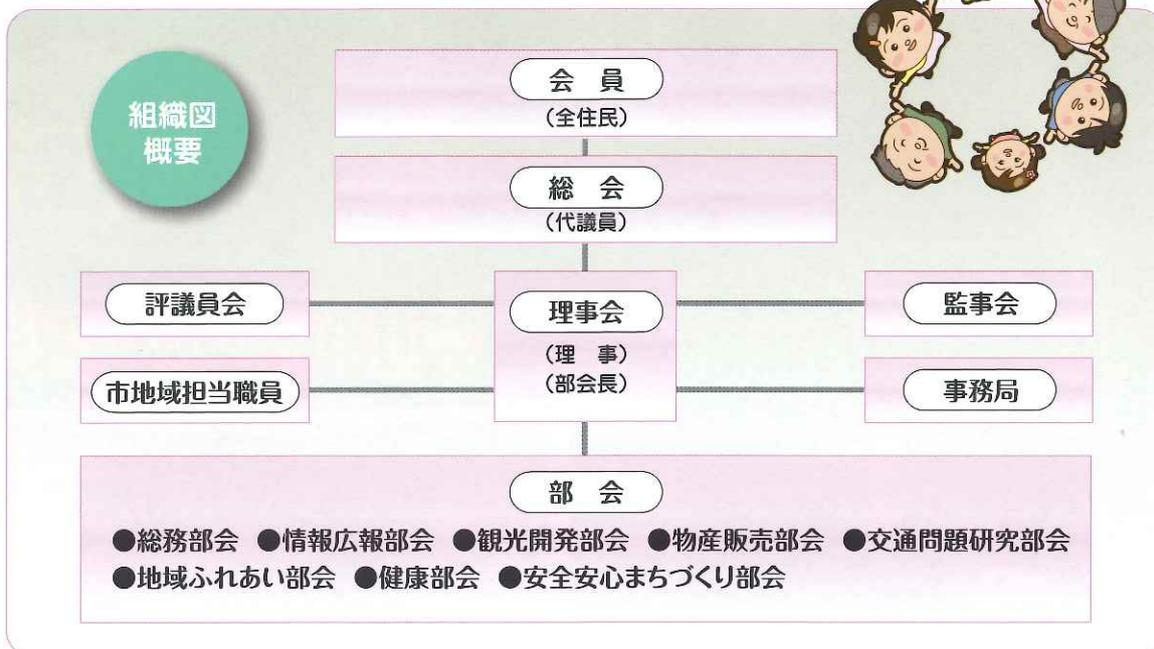 組織図
概要
会 員
(全住民)
総 会
(代議員)
評議員会
理事会
(理 事)
(部会長)
監事会
市地域担当職員
事務局
部 会
●総務部会 ●情報広報部会 ●観光開発部会 ●物産販売部会 ●交通問題研究部会
●地域ふれあい部会 ●健康部会 ●安全安心まちづくり部会